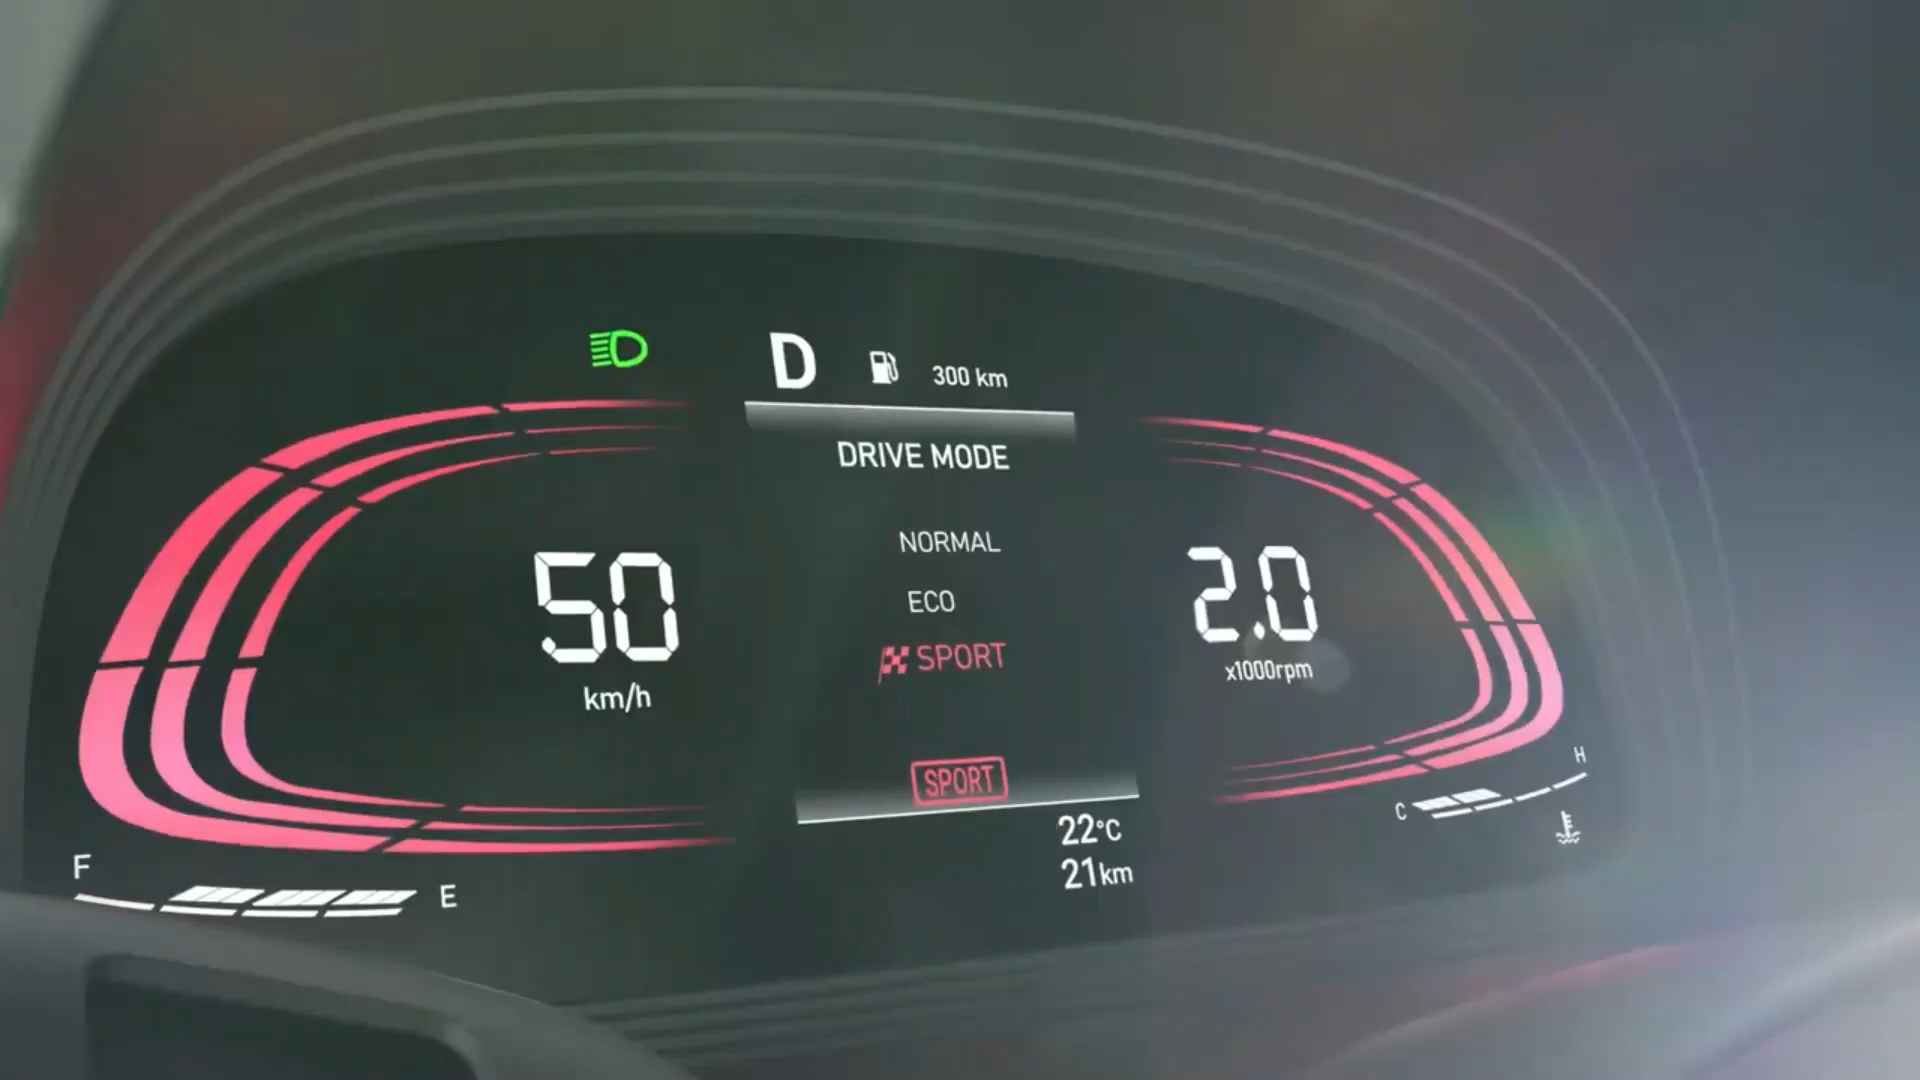 D 300 km
DRIVE MODE
NORMAL
ECO
SPORT
50
km/h
2.0
x1000rpm
SPORT
22°C
21km
F E
C H